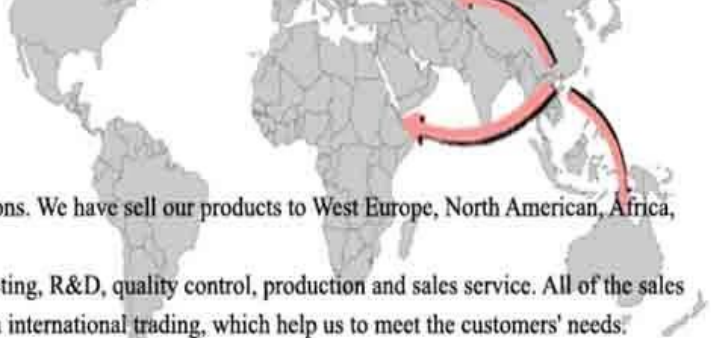 ons. We have sell our products to West Europe, North American, Africa,
ting, R&D, quality control, production and sales service. All of the sales
international trading, which help us to meet the customers' needs.